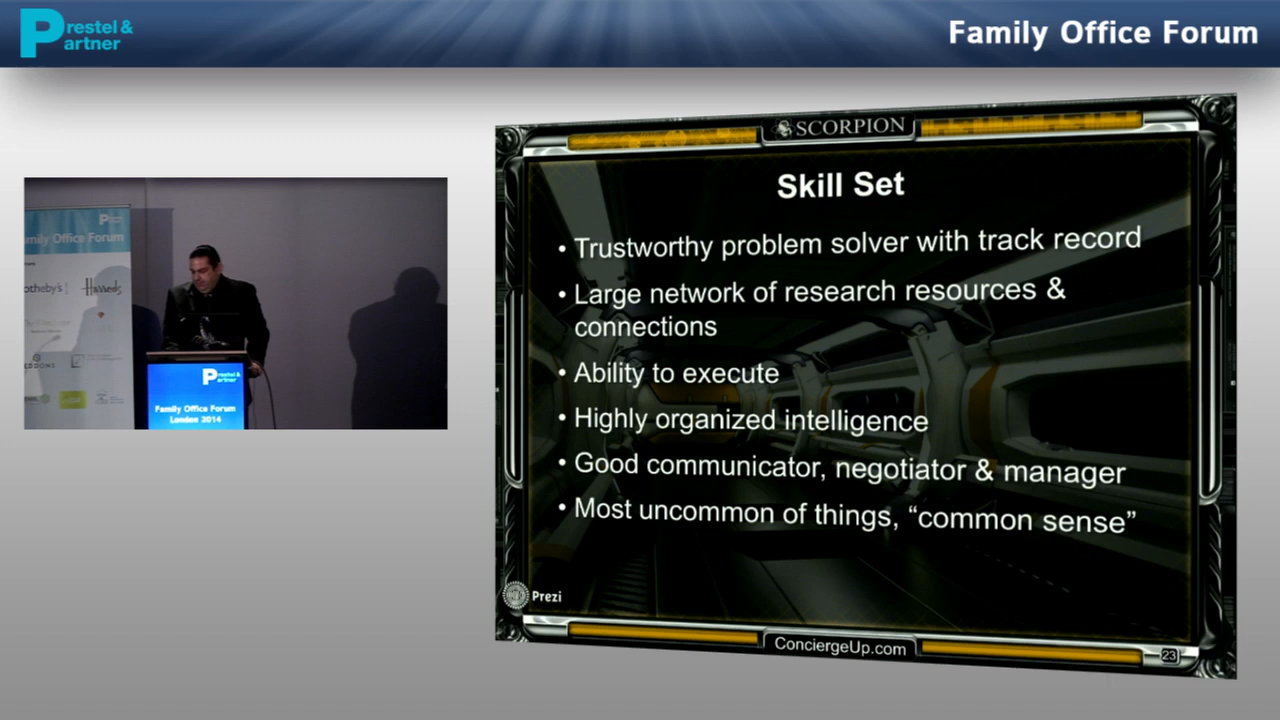 Prestel &
Partner
Family Office Forum
SCORPION
Skill Set
• Trustworthy problem solver with track record
• Large network of research resources &
connections
• Ability to execute
• Highly organized intelligence
• Good communicator, negotiator & manager
• Most uncommon of things, “common sense”
Prezi
ConciergeUp.com
23
mily Office Forum
otheby's
Harrods
Prestel &
Partner
Family Office Forum
London 2014